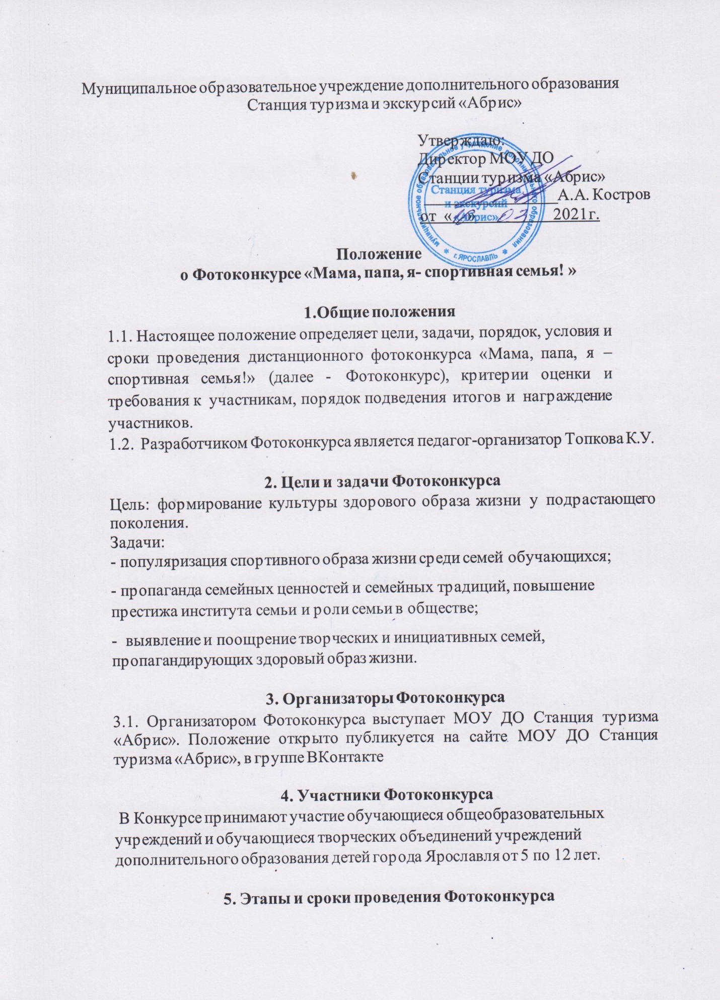 Муниципальное образовательное учреждение дополнительного образования
Станция туризма и экскурсий «Абрис»
Утверждаю:
Директор МОУ ДО
Станции туризма «Абрис»
А.А. Костров
от « » 03 2021г.
муниципальное образовательное учреждение дополнительного образования
Станция туризма
и экскурсий
«Абрис»
г. ЯРОСЛАВЛЬ
Положение
о Фотоконкурсе «Мама, папа, я- спортивная семья! »
1.Общие положения
1.1. Настоящее положение определяет цели, задачи, порядок, условия и
сроки проведения дистанционного фотоконкурса «Мама, папа, я –
спортивная семья!» (далее - Фотоконкурс), критерии оценки и
требования к участникам, порядок подведения итогов и награждение
участников.
1.2. Разработчиком Фотоконкурса является педагог-организатор Топкова К.У.
2. Цели и задачи Фотоконкурса
Цель: формирование культуры здорового образа жизни у подрастающего
поколения.
Задачи:
- популяризация спортивного образа жизни среди семей обучающихся;
- пропаганда семейных ценностей и семейных традиций, повышение
престижа института семьи и роли семьи в обществе;
- выявление и поощрение творческих и инициативных семей,
пропагандирующих здоровый образ жизни.
3. Организаторы Фотоконкурса
3.1. Организатором Фотоконкурса выступает МОУ ДО Станция туризма
«Абрис». Положение открыто публикуется на сайте МОУ ДО Станция
туризма «Абрис», в группе ВКонтакте
4. Участники Фотоконкурса
В Конкурсе принимают участие обучающиеся общеобразовательных
учреждений и обучающиеся творческих объединений учреждений
дополнительного образования детей города Ярославля от 5 по 12 лет.
5. Этапы и сроки проведения Фотоконкурса